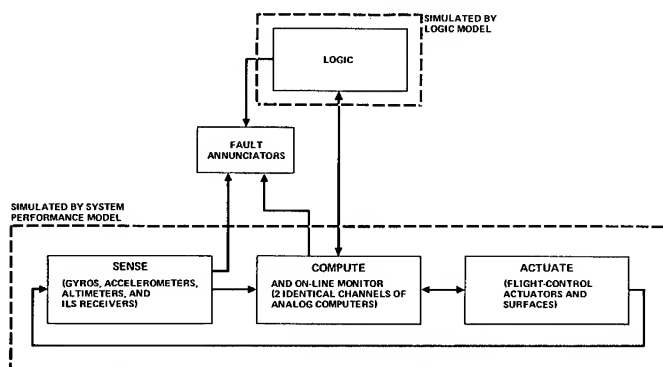 SIMULATED BY
LOGIC MODEL
LOGIC
FAULT
ANNUNCIATORS
SIMULATED BY SYSTEM
PERFORMANCE MODEL
SENSE
(GYROS, ACCELEROMETERS,
ALTIMETERS, AND
ILS RECEIVERS)
COMPUTE
AND ON-LINE MONITOR
(2 IDENTICAL CHANNELS OF
ANALOG COMPUTERS)
ACTUATE
(FLIGHT-CONTROL
ACTUATORS AND
SURFACES)